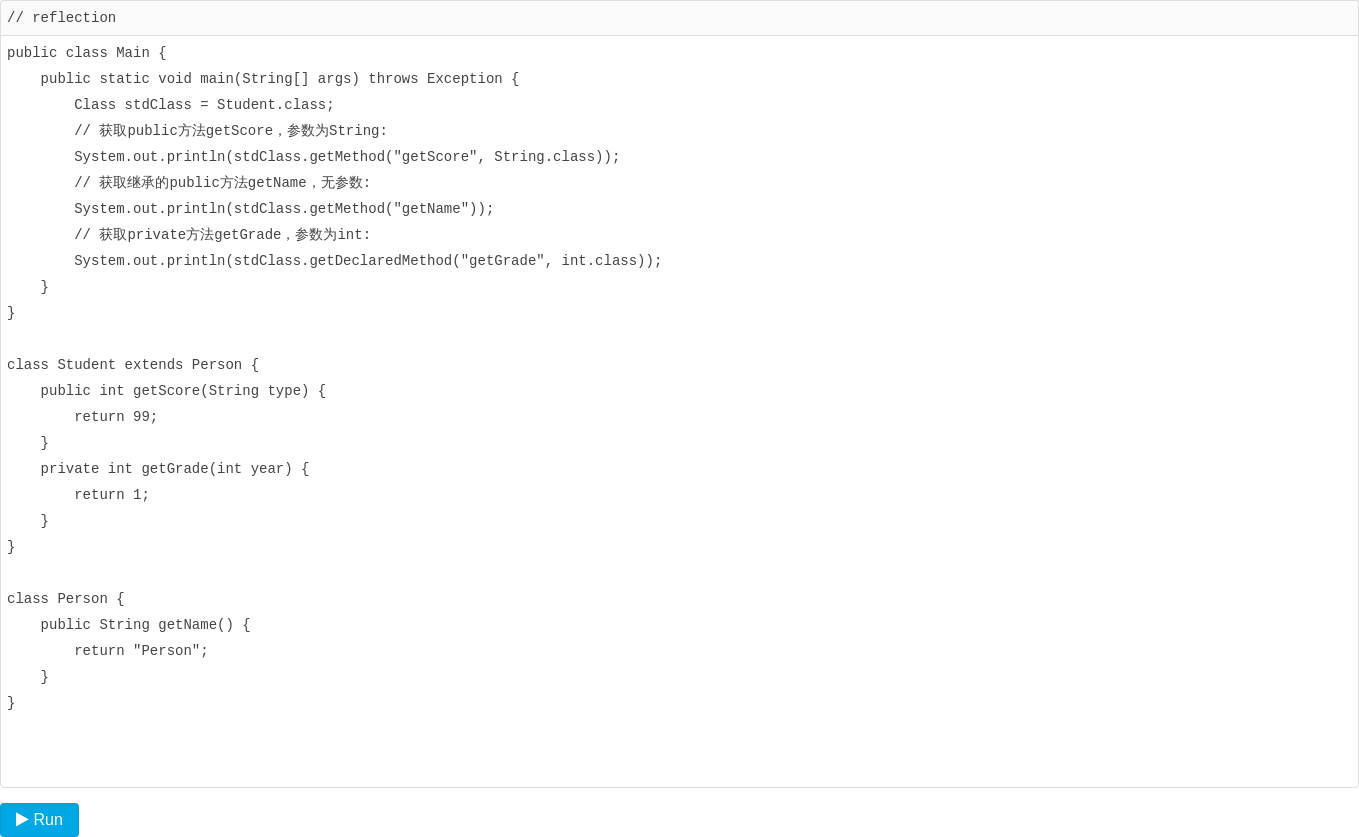 // reflection
public class Main {
    public static void main(String[] args) throws Exception {
        Class stdClass = Student.class;
        // 获取public方法getScore，参数为String:
        System.out.println(stdClass.getMethod("getScore", String.class));
        // 获取继承的public方法getName，无参数:
        System.out.println(stdClass.getMethod("getName"));
        // 获取private方法getGrade，参数为int:
        System.out.println(stdClass.getDeclaredMethod("getGrade", int.class));
    }
}

class Student extends Person {
    public int getScore(String type) {
        return 99;
    }
    private int getGrade(int year) {
        return 1;
    }
}

class Person {
    public String getName() {
        return "Person";
    }
}
Run